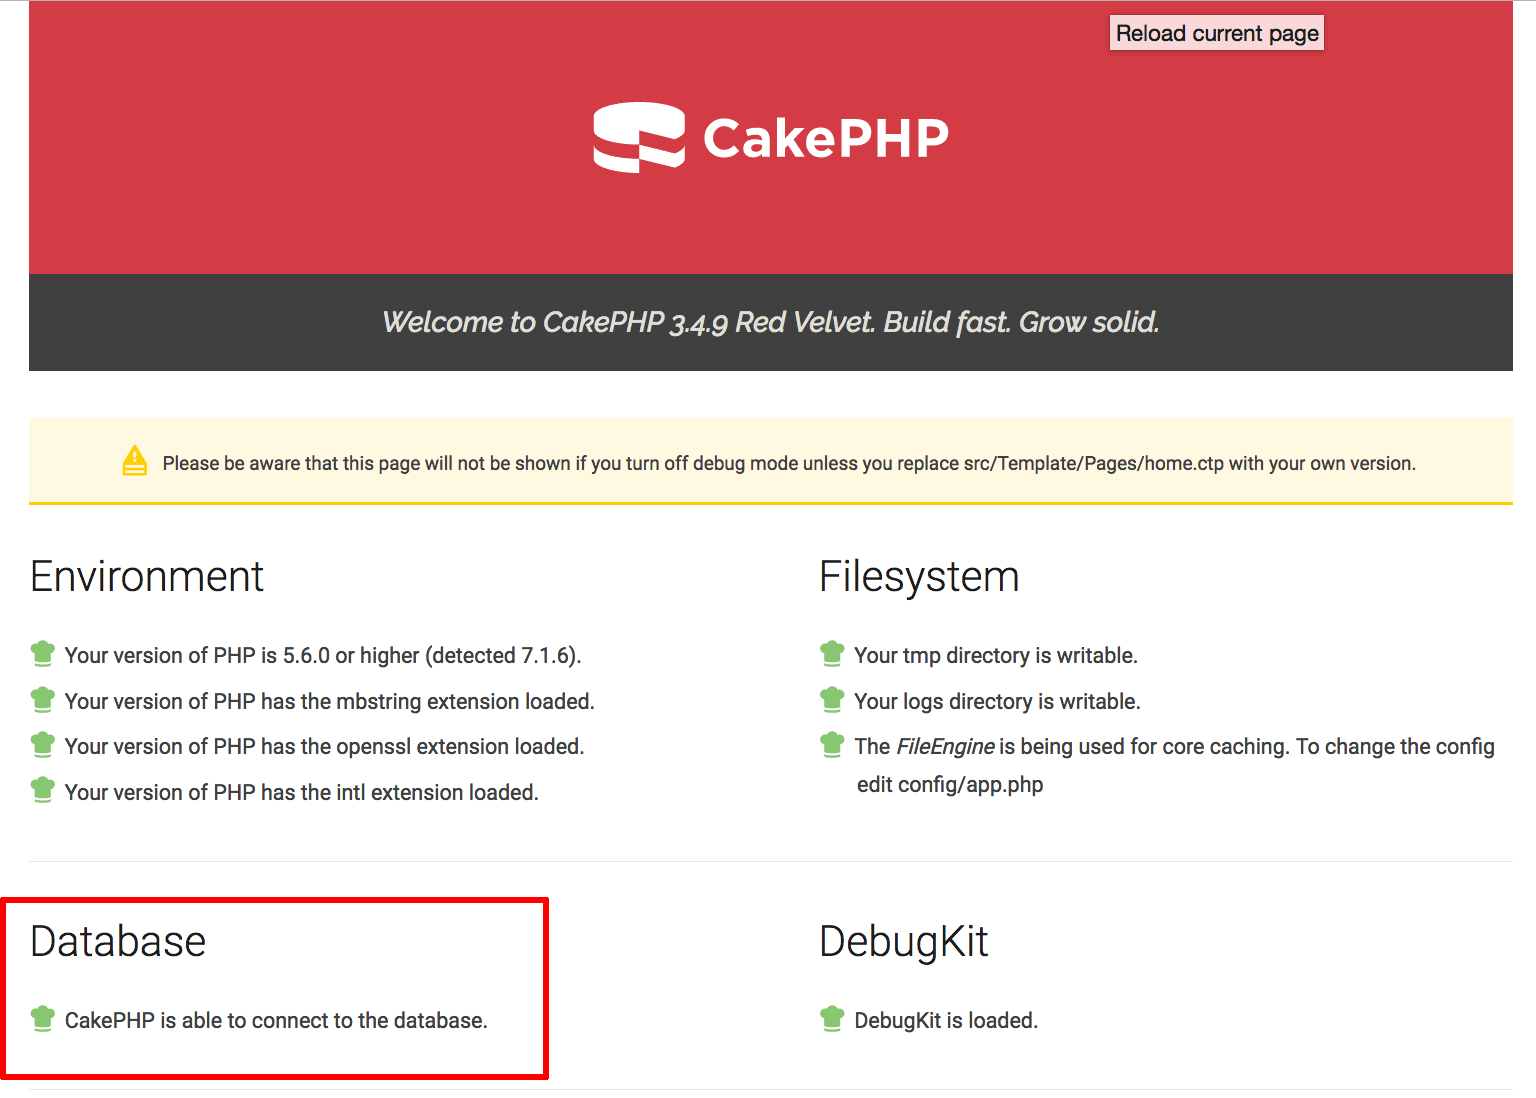 Reload current page
CakePHP
Welcome to CakePHP 3.4.9 Red Velvet. Build fast. Grow solid.
Please be aware that this page will not be shown if you turn off debug mode unless you replace src/Template/Pages/home.ctp with your own version.
Environment
Your version of PHP is 5.6.0 or higher (detected 7.1.6).
Your version of PHP has the mbstring extension loaded.
Your version of PHP has the openssl extension loaded.
Your version of PHP has the intl extension loaded.
Filesystem
Your tmp directory is writable.
Your logs directory is writable.
The FileEngine is being used for core caching. To change the config
edit config/app.php
Database
CakePHP is able to connect to the database.
DebugKit
DebugKit is loaded.